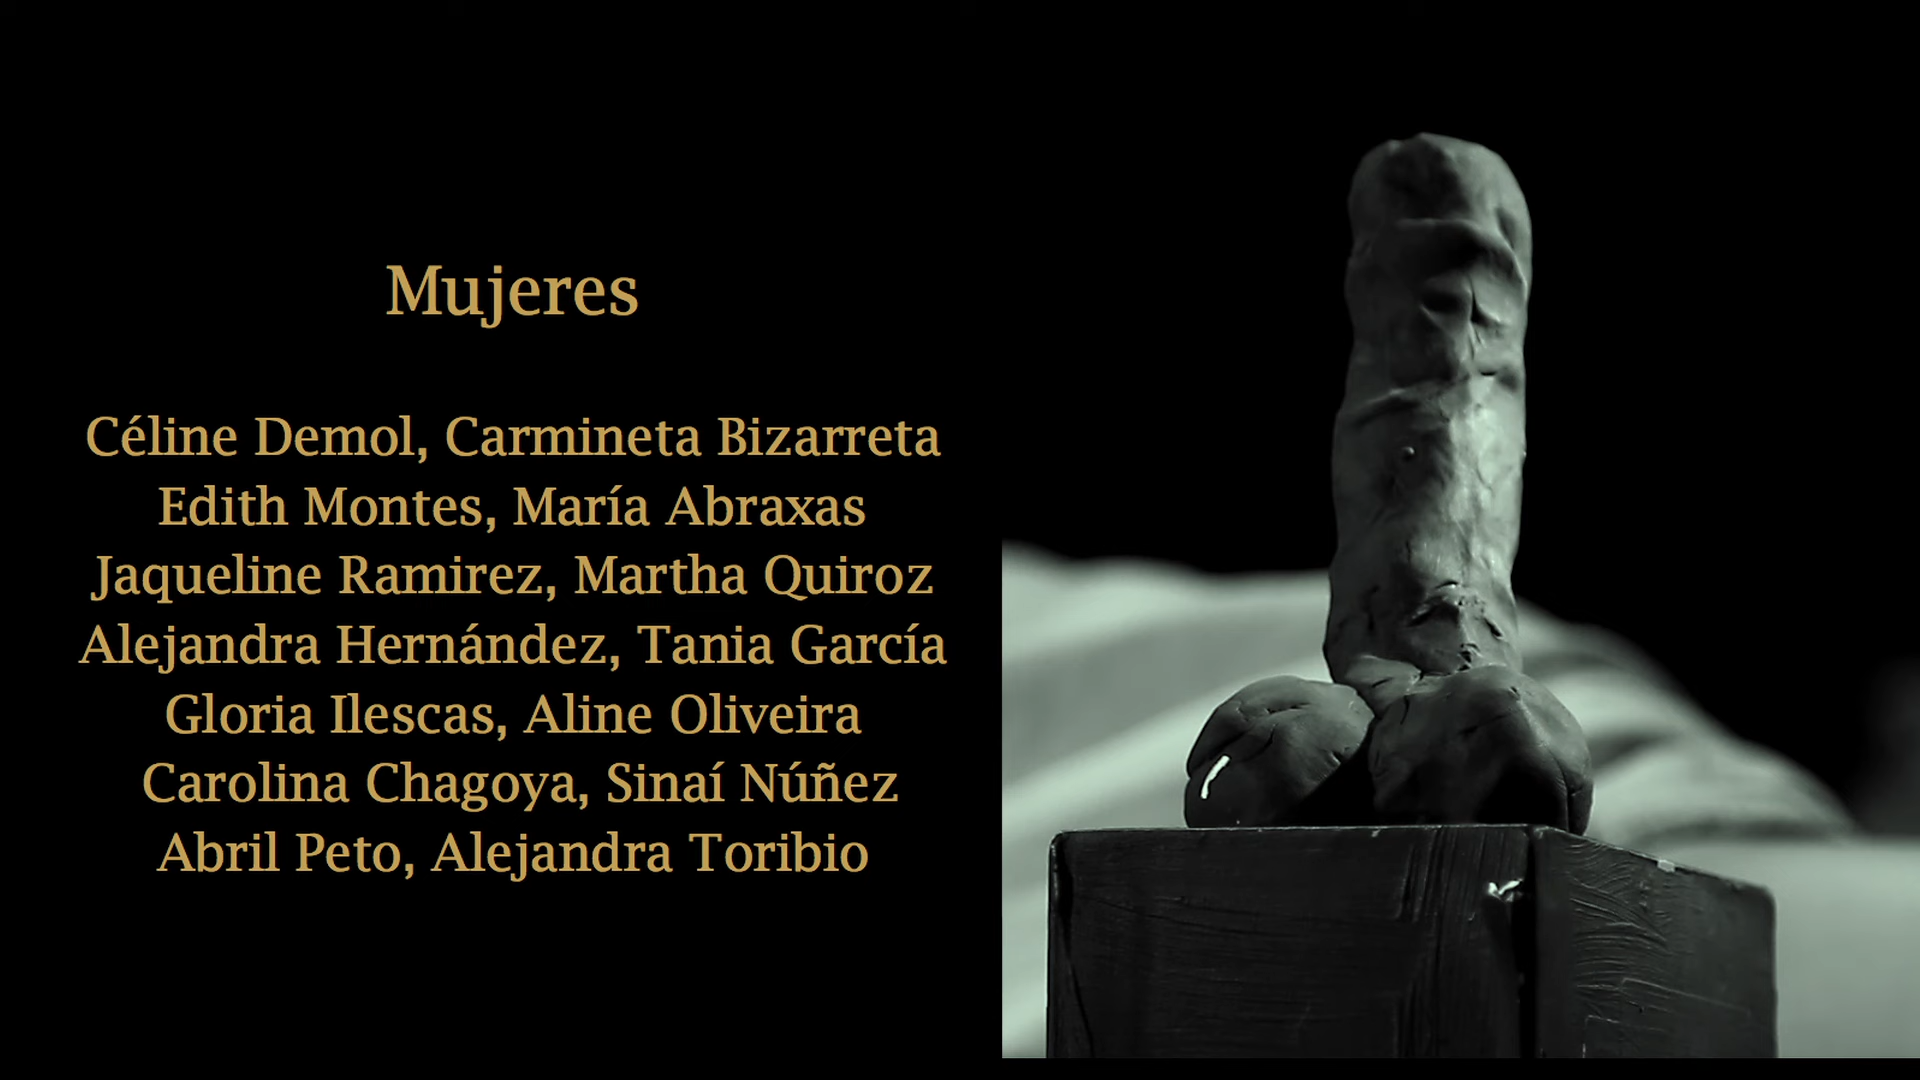 Mujeres
Céline Demol, Carmineta Bizarreta
Edith Montes, María Abraxas
Jaqueline Ramirez, Martha Quiroz
Alejandra Hernández, Tania García
Gloria Ilescas, Aline Oliveira
Carolina Chagoya, Sinaí Núñez
Abril Peto, Alejandra Toribio